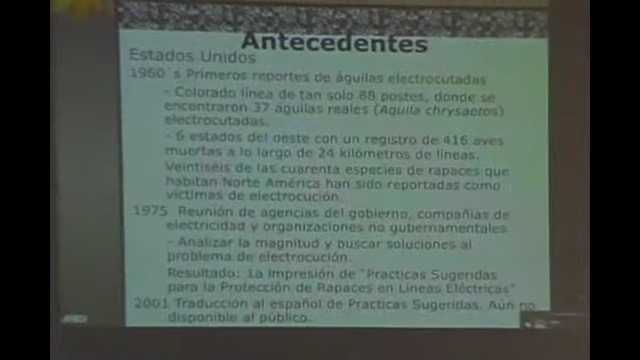 Antecedentes
Estados Unidos
1960`s Primeros reportes de águilas electrocutadas
- Colorado línea de tan solo 88 postes, donde se
encontraron 37 águilas reales (Aquila chrysaetos)
electrocutadas.
- 6 estados del oeste con un registro de 416 aves
muertas a lo largo de 24 kilómetros de líneas.
Veintiséis de las cuarenta especies de rapaces que
habitan Norte América han sido reportadas como
víctimas de electrocución.
1975 Reunión de agencias del gobierno, compañias de
electricidad y organizaciones no gubernamentales
- Analizar la magnitud y buscar soluciones al
problema de electrocución.
Resultado: La impresión de "Practicas Sugeridas
para la Protección de Rapaces en Líneas Eléctricas"
2001 Traducción al español de Practicas Sugeridas. Aún no
disponible al público.